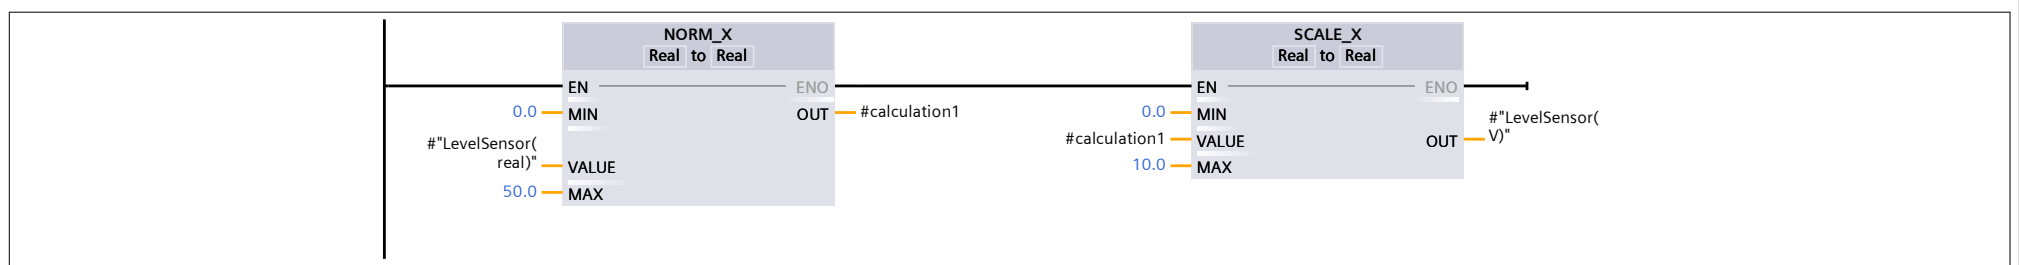 NORM_X
Real to Real
EN
ENO
0.0
MIN
OUT
#calculation1
#"LevelSensor(
real)"
VALUE
50.0
MAX
SCALE_X
Real to Real
EN
ENO
0.0
MIN
#calculation1
VALUE
OUT
#"LevelSensor(
V)"
10.0
MAX